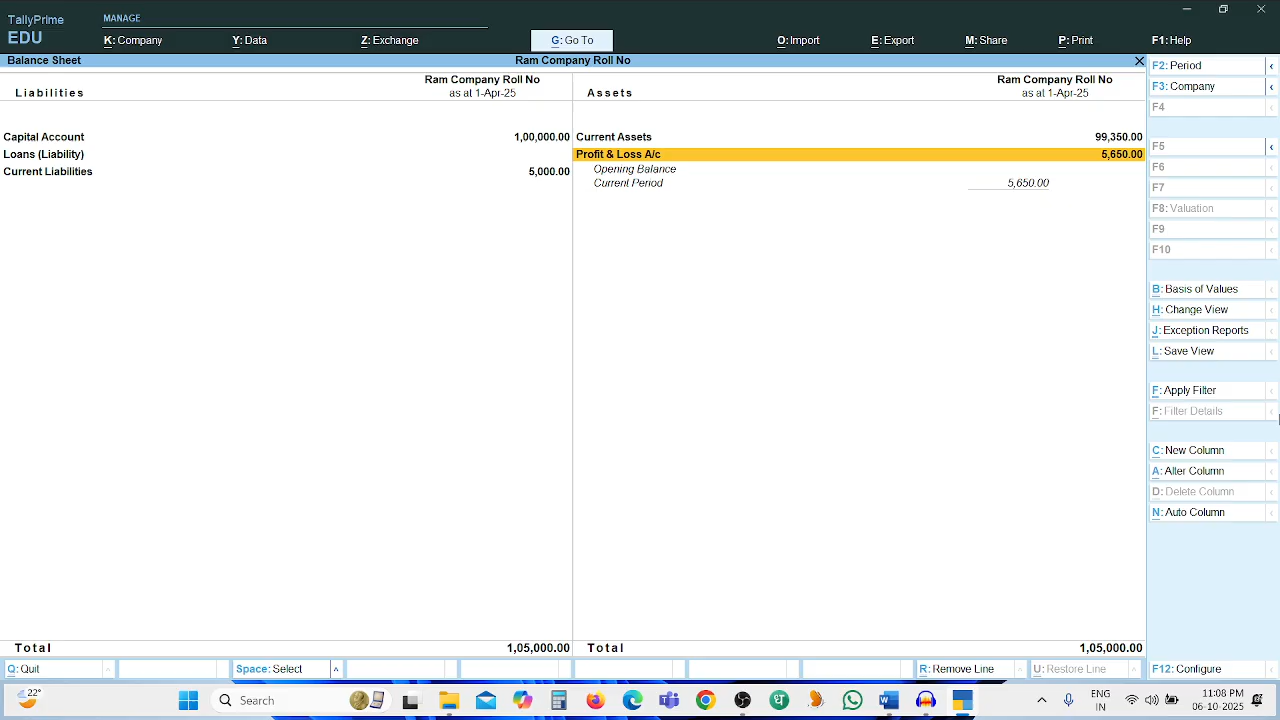 TallyPrime
EDU
MANAGE
K: Company
Y: Data
Z: Exchange
G: Go To
O: Import
E: Export
M: Share
P: Print
F1: Help
Balance Sheet
Ram Company Roll No
Liabilities
Ram Company Roll No
as at 1-Apr-25
Assets
Ram Company Roll No
as at 1-Apr-25
Capital Account 1,00,000.00
Loans (Liability)
Current Liabilities 5,000.00
Current Assets 99,350.00
Profit & Loss A/c 5,650.00
Opening Balance
Current Period 5,650.00
Total 1,05,000.00
Total 1,05,000.00
F2: Period
F3: Company
F4
F5
F6
F7
F8: Valuation
F9
F10
B: Basis of Values
H: Change View
J: Exception Reports
L: Save View
F: Apply Filter
F: Filter Details
C: New Column
A: Alter Column
D: Delete Column
N: Auto Column
Q: Quit
Space: Select
R: Remove Line
U: Restore Line
F12: Configure
22°
Search
ENG
IN
11:08 PM
06-10-2025